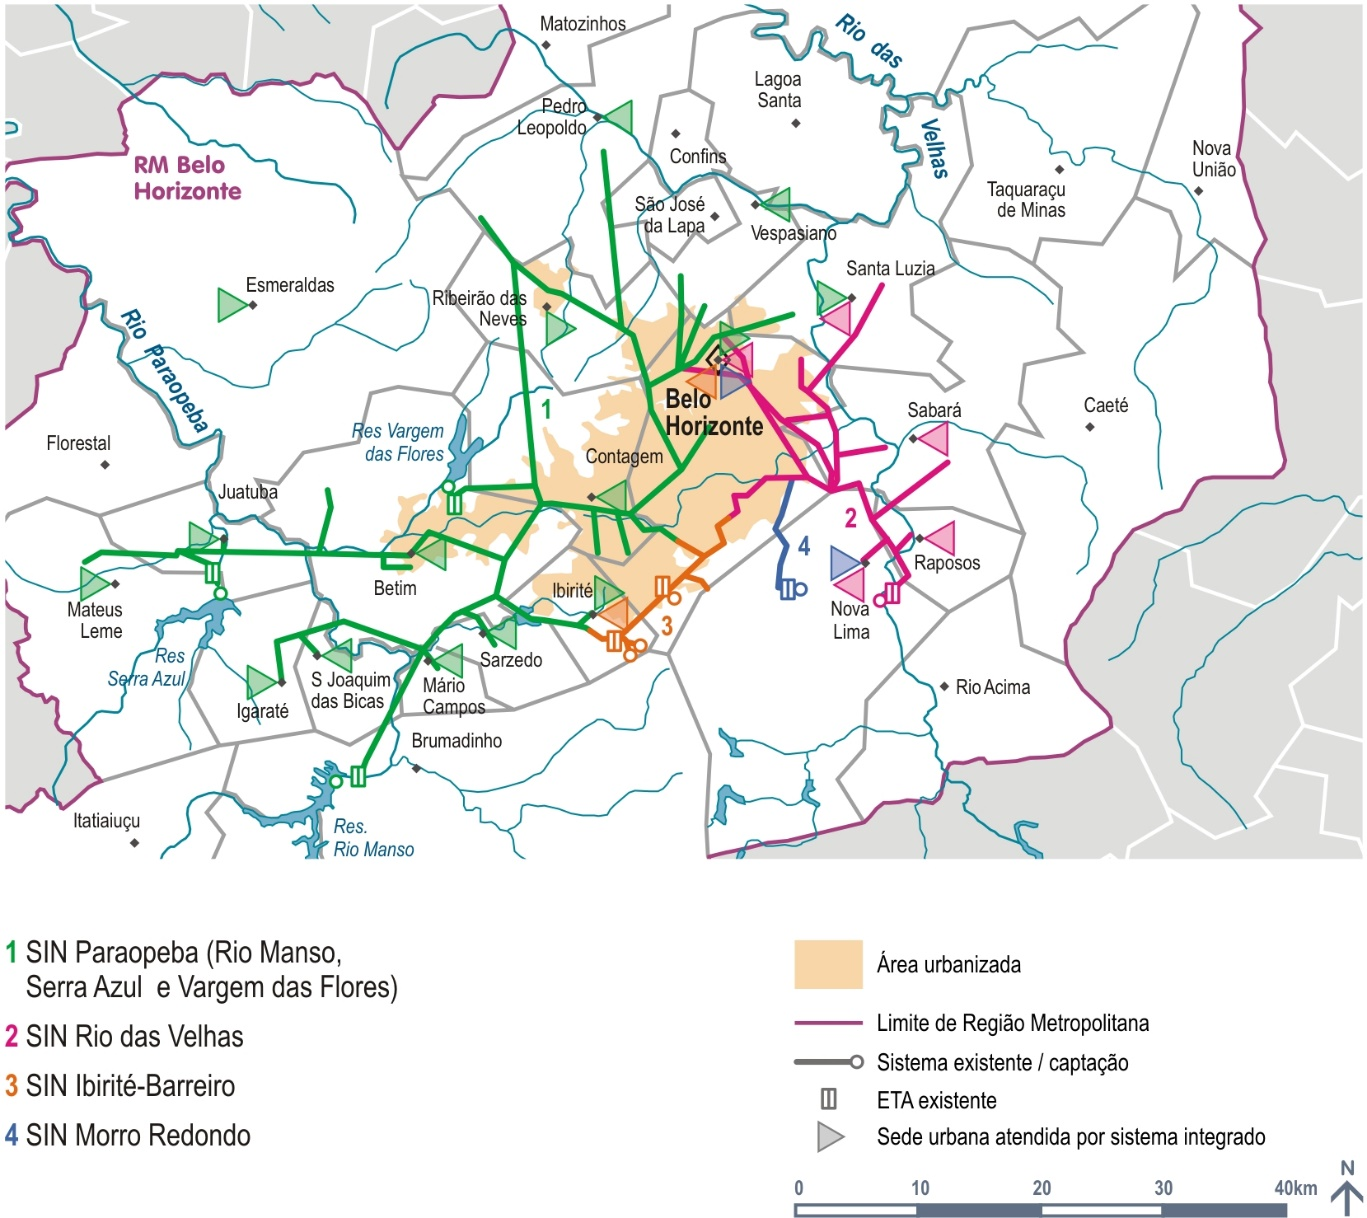 Matozinhos
Rio das
Velhas
Lagoa
Santa
Pedro
Leopoldo
Confins
Nova
União
RM Belo
Horizonte
Taquaraçu
de Minas
São José
da Lapa
Vespasiano
Santa Luzia
Esmeraldas
Ribeirão das
Neves
Rio Paraopeba
1
Belo
Horizonte
Caeté
Sabará
Res Vargem
das Flores
Florestal
Contagem
Juatuba
2
4
Raposos
Betim
Ibirité
Mateus
Leme
Nova
Lima
3
Res
Serra Azul
Sarzedo
S Joaquim
das Bicas
Mário
Campos
Rio Acima
Igaraté
Brumadinho
Itatiaiuçu
Res.
Rio Manso
1 SIN Paraopeba (Rio Manso,
Serra Azul e Vargem das Flores)
2 SIN Rio das Velhas
3 SIN Ibirité-Barreiro
4 SIN Morro Redondo
Área urbanizada
Limite de Região Metropolitana
Sistema existente / captação
ETA existente
Sede urbana atendida por sistema integrado
0 10 20 30 40km
N